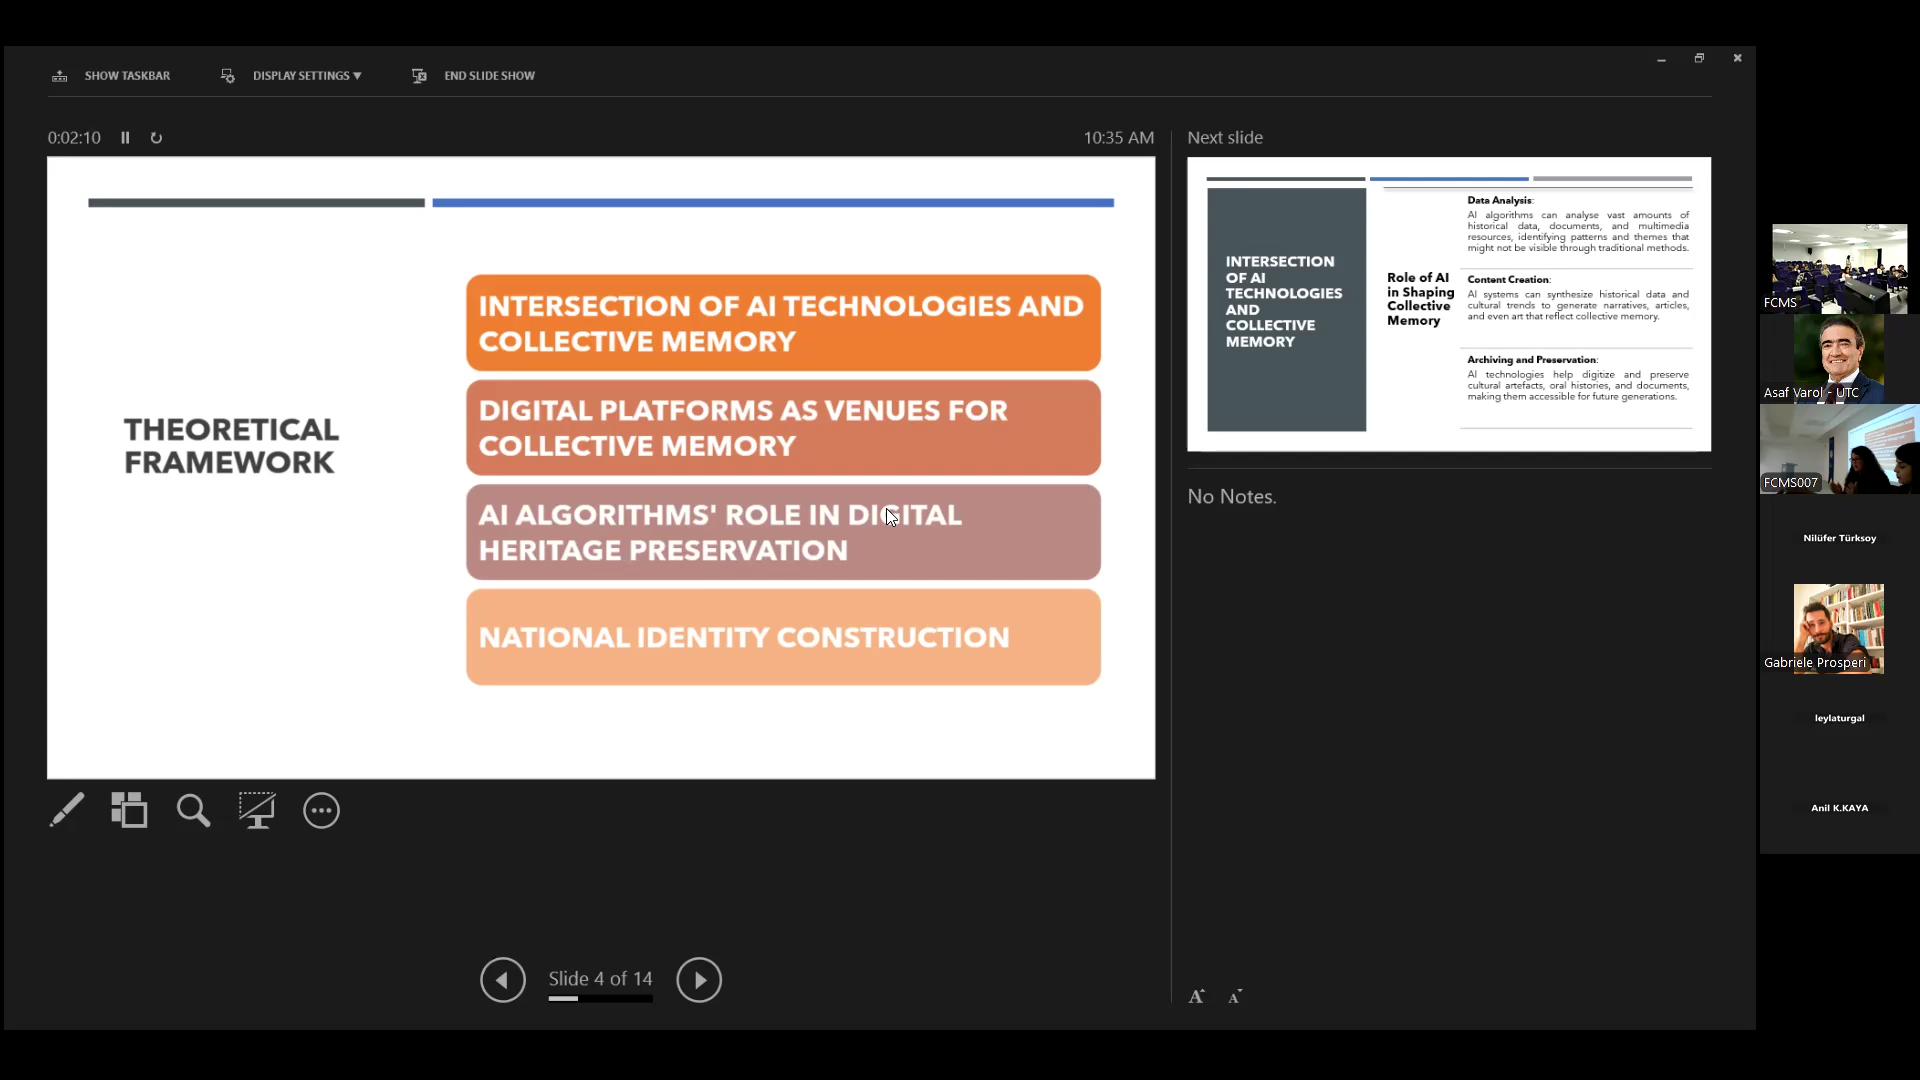 SHOW TASKBAR
DISPLAY SETTINGS ▼
END SLIDE SHOW
0:02:10
10:35 AM
THEORETICAL
FRAMEWORK
INTERSECTION OF AI TECHNOLOGIES AND
COLLECTIVE MEMORY
DIGITAL PLATFORMS AS VENUES FOR
COLLECTIVE MEMORY
AI ALGORITHMS' ROLE IN DIGITAL
HERITAGE PRESERVATION
NATIONAL IDENTITY CONSTRUCTION
Slide 4 of 14
Next slide
INTERSECTION
OF AI
TECHNOLOGIES
AND
COLLECTIVE
MEMORY
Role of AI
in Shaping
Collective
Memory
Data Analysis:
AI algorithms can analyse vast amounts of
historical data, documents, and multimedia
resources, identifying patterns and themes that
might not be visible through traditional methods.
Content Creation:
AI systems can synthesize historical data and
cultural trends to generate narratives, articles,
and even art that reflect collective memory.
Archiving and Preservation:
AI technologies help digitize and preserve
cultural artefacts, oral histories, and documents,
making them accessible for future generations.
No Notes.
A A
FCMS
Asaf Varol - UTC
FCMS007
Nilüfer Türksoy
Gabriele Prosperi
leylaturgal
Anil K.KAYA